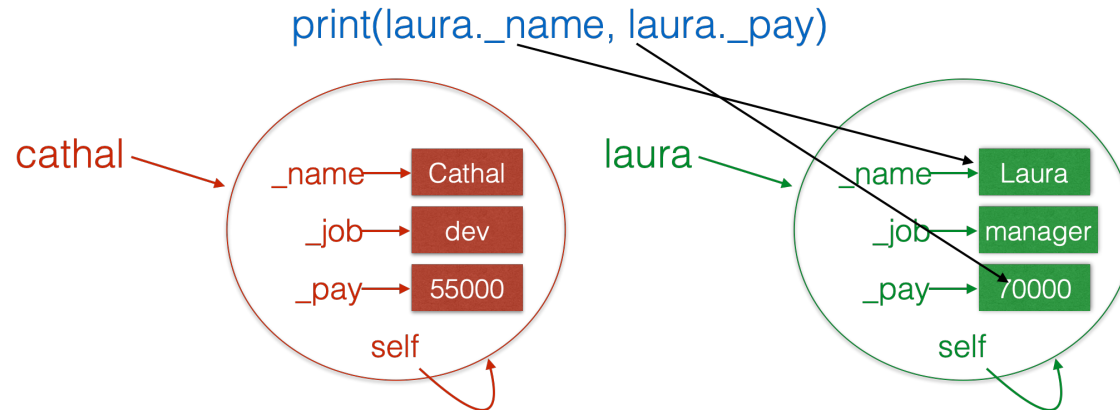 print(laura._name, laura._pay)
cathal
_name
Cathal
_job
dev
_pay
55000
self
laura
_name
Laura
_job
manager
_pay
70000
self